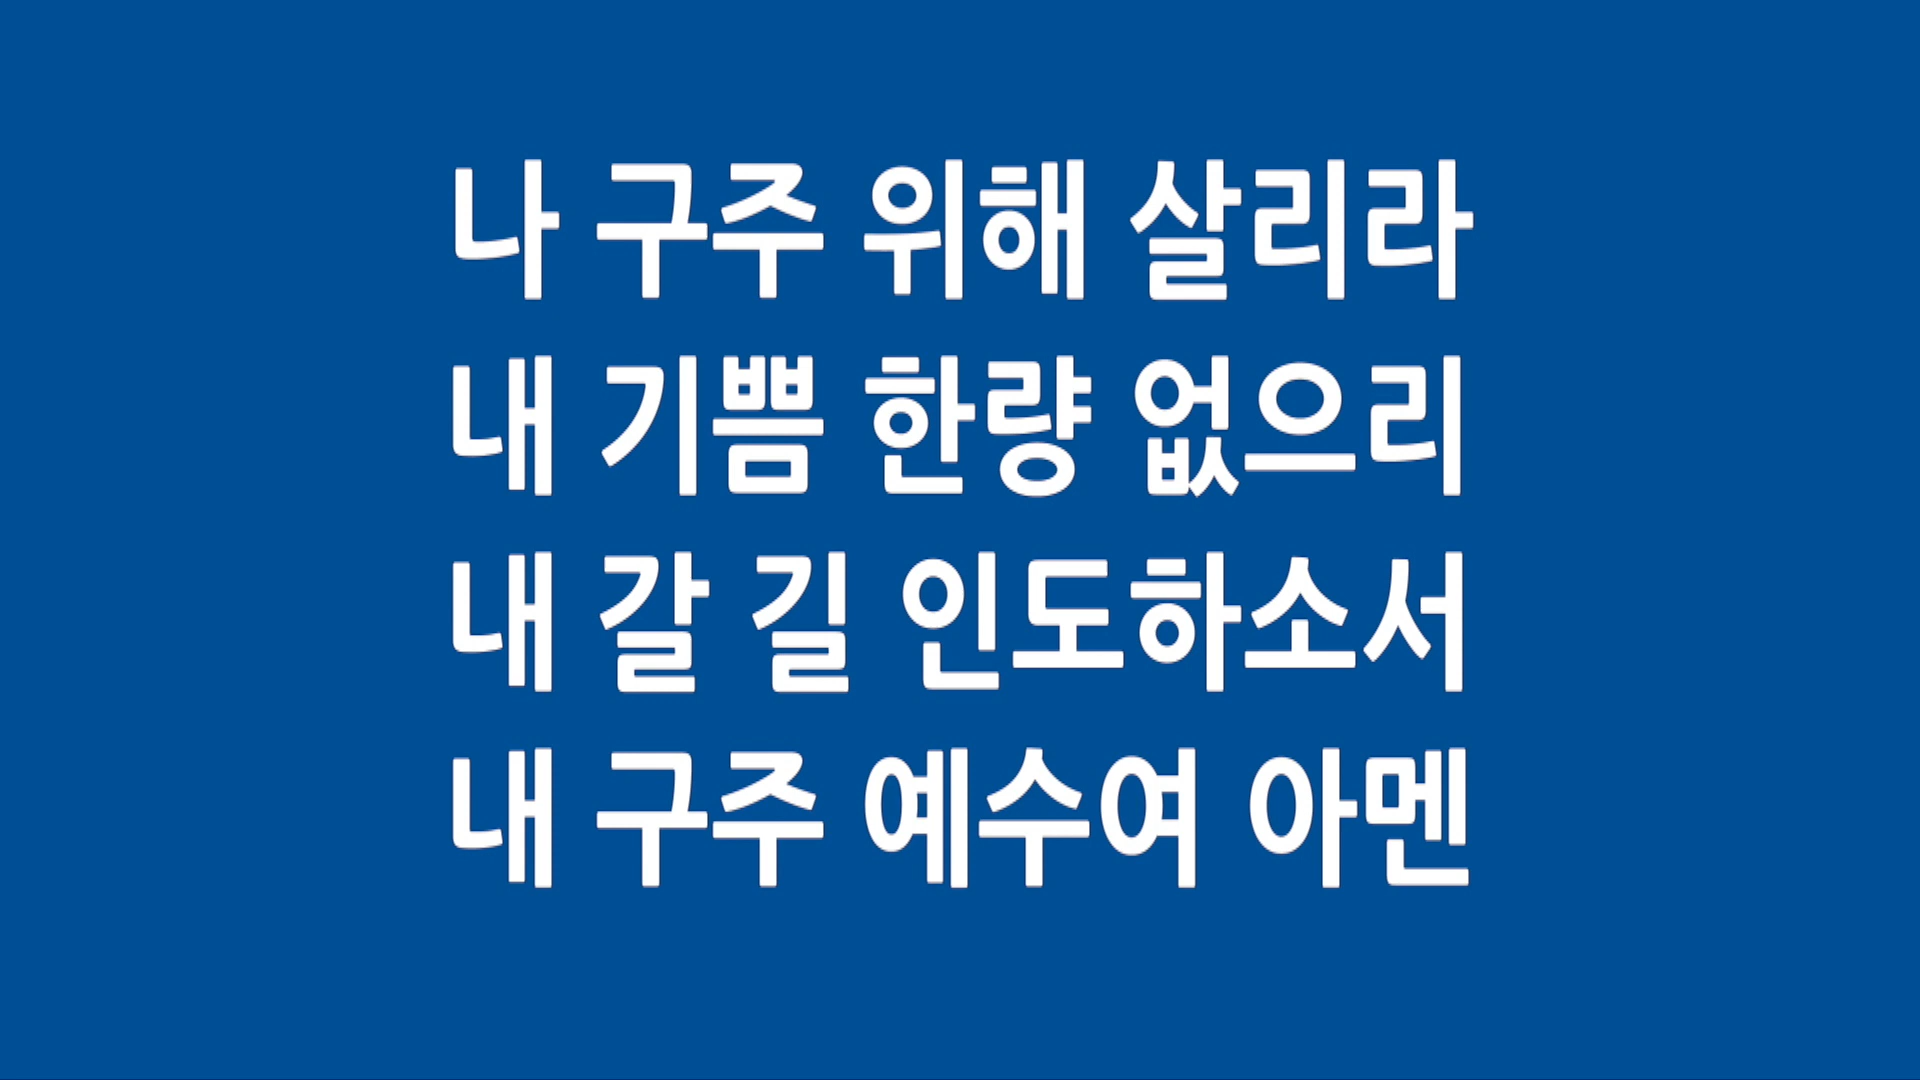 나 구주 위해 살리라
내 기쁨 한량 없으리
내 갈 길 인도하소서
내 구주 예수여 아멘